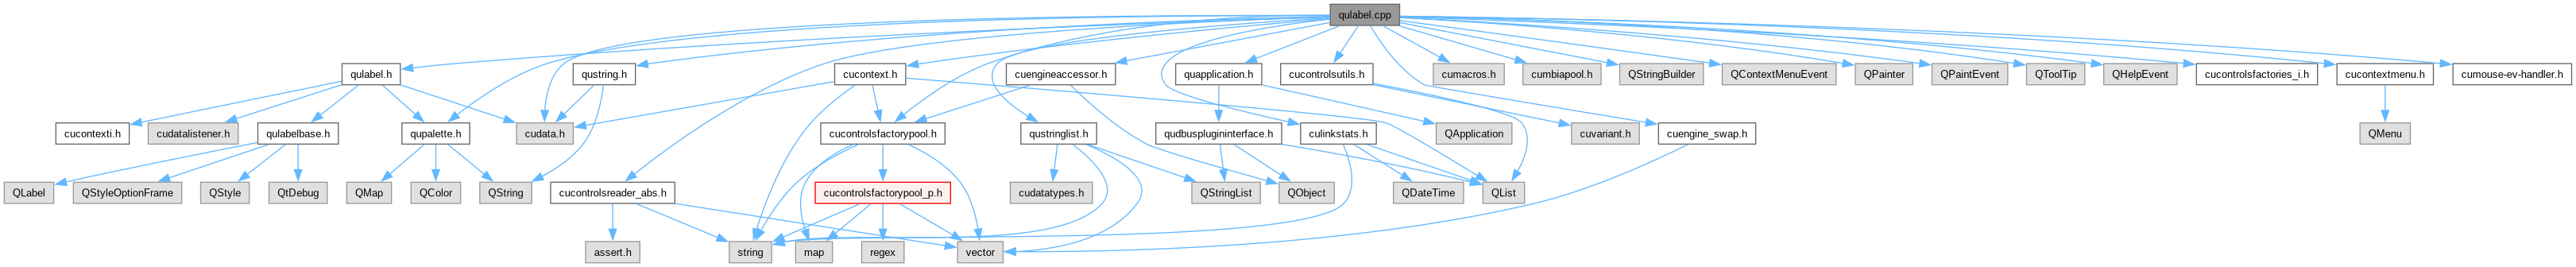 qulabel.cpp
qulabel.h
qustring.h
cucontext.h
cuengineaccessor.h
quapplication.h
cucontrolsutils.h
cumacros.h
cumbiapool.h
QStringBuilder
QContextMenuEvent
QPainter
QPaintEvent
QToolTip
QHelpEvent
cucontrolsfactories_i.h
cucontextmenu.h
cumouse-ev-handler.h
cucontexti.h
cudatalistener.h
qulabelbase.h
qupalette.h
cudata.h
cucontrolsfactorypool.h
qustringlist.h
qudbusplugininterface.h
culinkstats.h
QApplication
cuvariant.h
cuengine_swap.h
QMenu
QLabel
QStyleOptionFrame
QStyle
QtDebug
QMap
QColor
QString
cucontrolsreader_abs.h
cucontrolsfactorypool_p.h
cudatatypes.h
QStringList
QObject
QDateTime
QList
assert.h
string
map
regex
vector